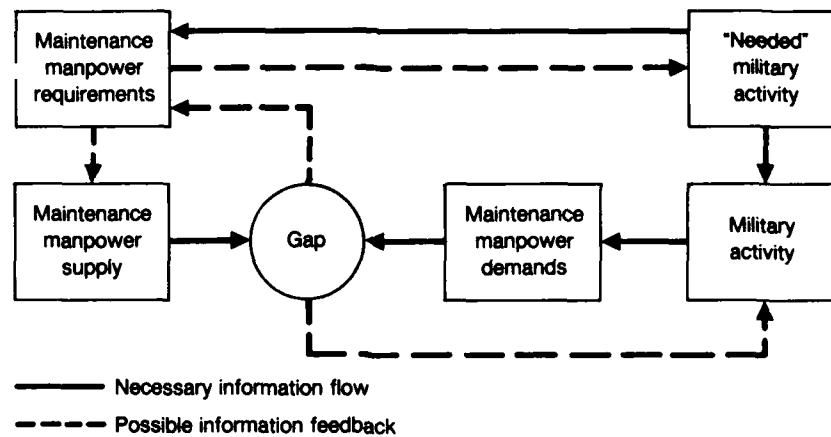 Maintenance
manpower
requirements
"Needed"
military
activity
Maintenance
manpower
supply
Gap
Maintenance
manpower
demands
Military
activity
Necessary information flow
Possible information feedback